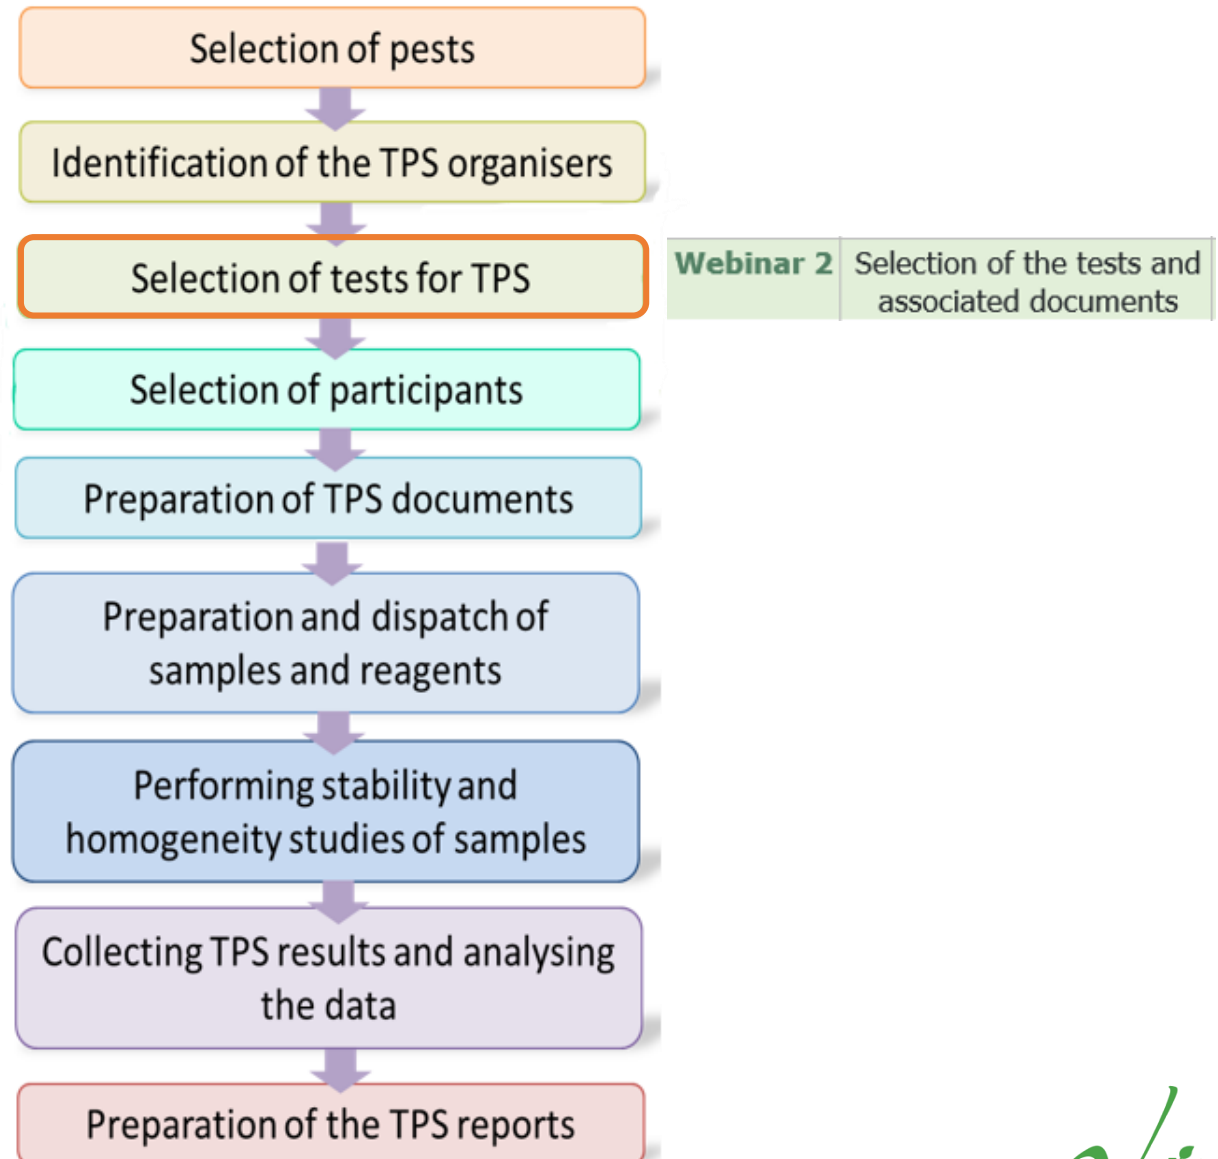 Selection of pests
Identification of the TPS organisers
Selection of tests for TPS
Webinar 2
Selection of the tests and
associated documents
Selection of participants
Preparation of TPS documents
Preparation and dispatch of
samples and reagents
Performing stability and
homogeneity studies of samples
Collecting TPS results and analysing
the data
Preparation of the TPS reports